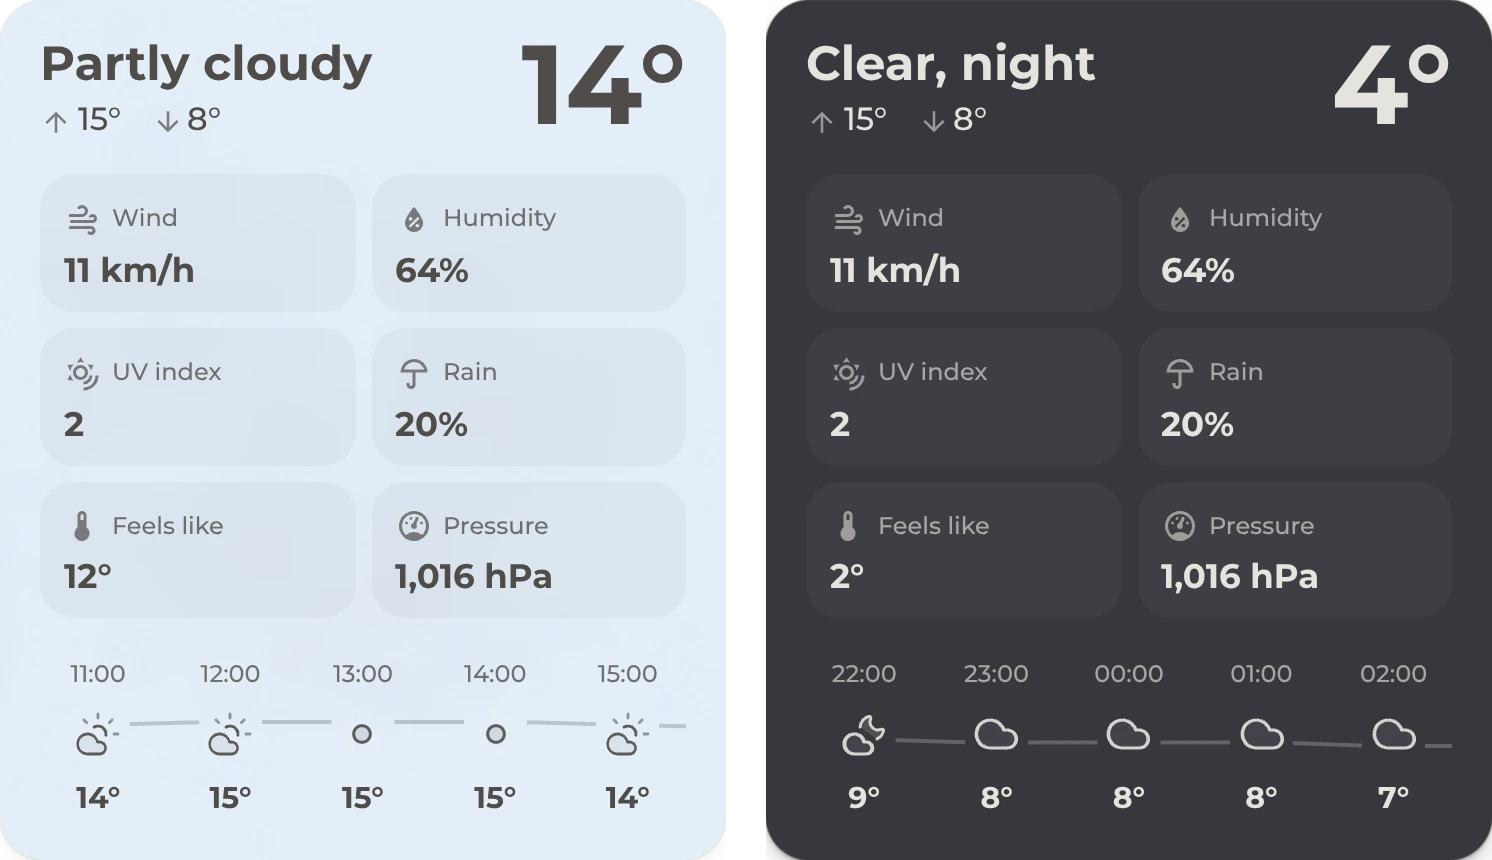 Partly cloudy
14°
↑ 15° ↓ 8°
Wind
11 km/h
Humidity
64%
UV index
2
Rain
20%
Feels like
12°
Pressure
1,016 hPa
11:00 12:00 13:00 14:00 15:00
14° 15° 15° 15° 14°
Clear, night
4°
↑ 15° ↓ 8°
Wind
11 km/h
Humidity
64%
UV index
2
Rain
20%
Feels like
2°
Pressure
1,016 hPa
22:00 23:00 00:00 01:00 02:00
9° 8° 8° 8° 7°